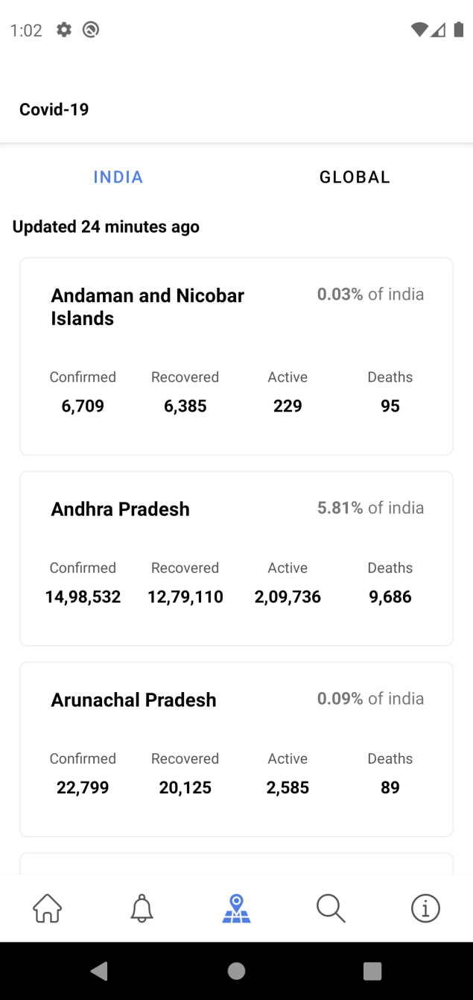 1:02
Covid-19
INDIA GLOBAL
Updated 24 minutes ago
Andaman and Nicobar Islands 0.03% of india
Confirmed Recovered Active Deaths
6,709 6,385 229 95
Andhra Pradesh 5.81% of india
Confirmed Recovered Active Deaths
14,98,532 12,79,110 2,09,736 9,686
Arunachal Pradesh 0.09% of india
Confirmed Recovered Active Deaths
22,799 20,125 2,585 89